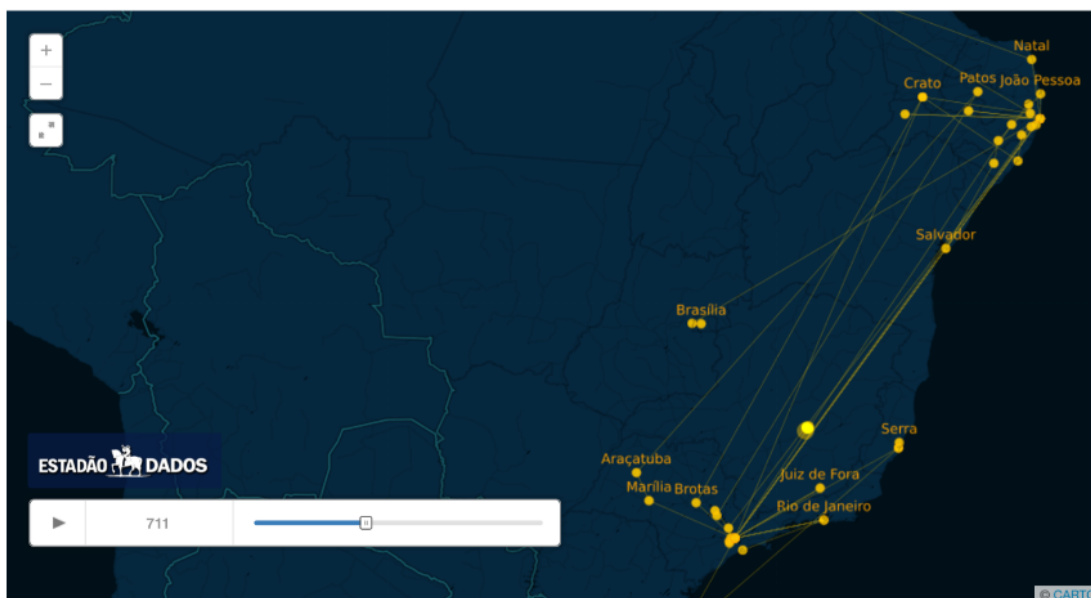 +
−
Natal
Crato
Patos
João Pessoa
Salvador
Brasília
Serra
Araçatuba
Juiz de Fora
Marília
Brotas
Rio de Janeiro
ESTADÃO DADOS
711